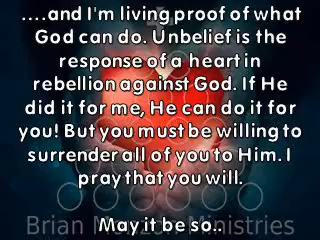 ....and I'm living proof of what
God can do. Unbelief is the
response of a heart in
rebellion against God. If He
did it for me, He can do it for
you! But you must be willing to
surrender all of you to Him. I
pray that you will.
May it be so..
Brian Ministries